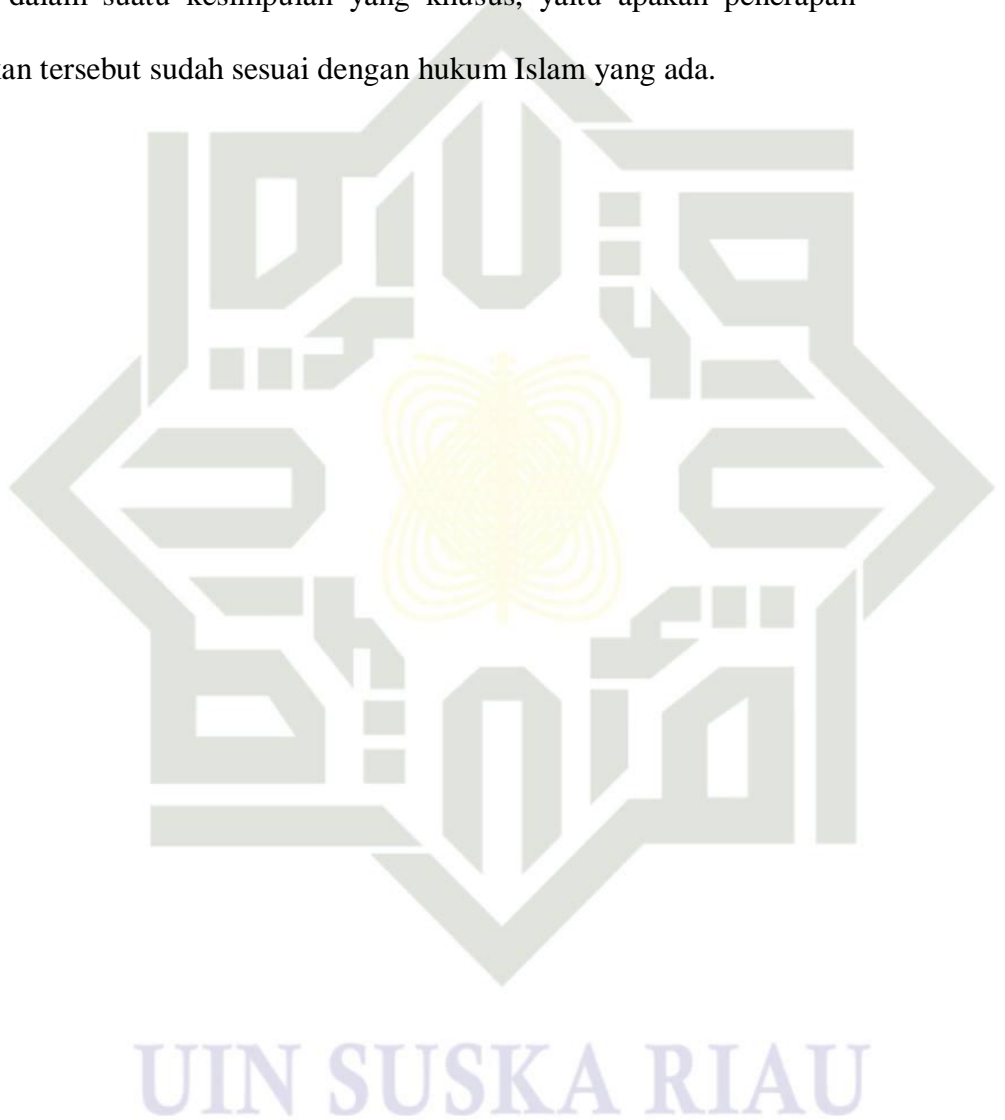 dalam suatu kesimpulan yang khusus, yaitu apakah penerapan
kan tersebut sudah sesuai dengan hukum Islam yang ada.
UIN SUSKA RIAU